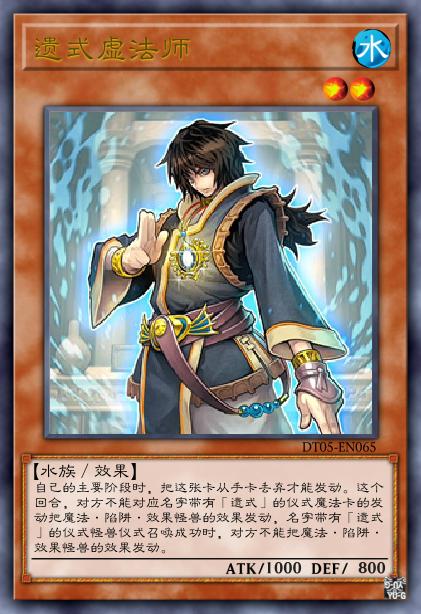 遗式虚法师
水
DT05-EN065
【水族／效果】
自己的主要阶段时，把这张卡从手卡丢弃才能发动。这个
回合，对方不能对应名字带有「遗式」的仪式魔法卡的发
动把魔法·陷阱·效果怪兽的效果发动，名字带有「遗式
」的仪式怪兽仪式召唤成功时，对方不能把魔法·陷阱·
效果怪兽的效果发动。
ATK/1000 DEF/ 800